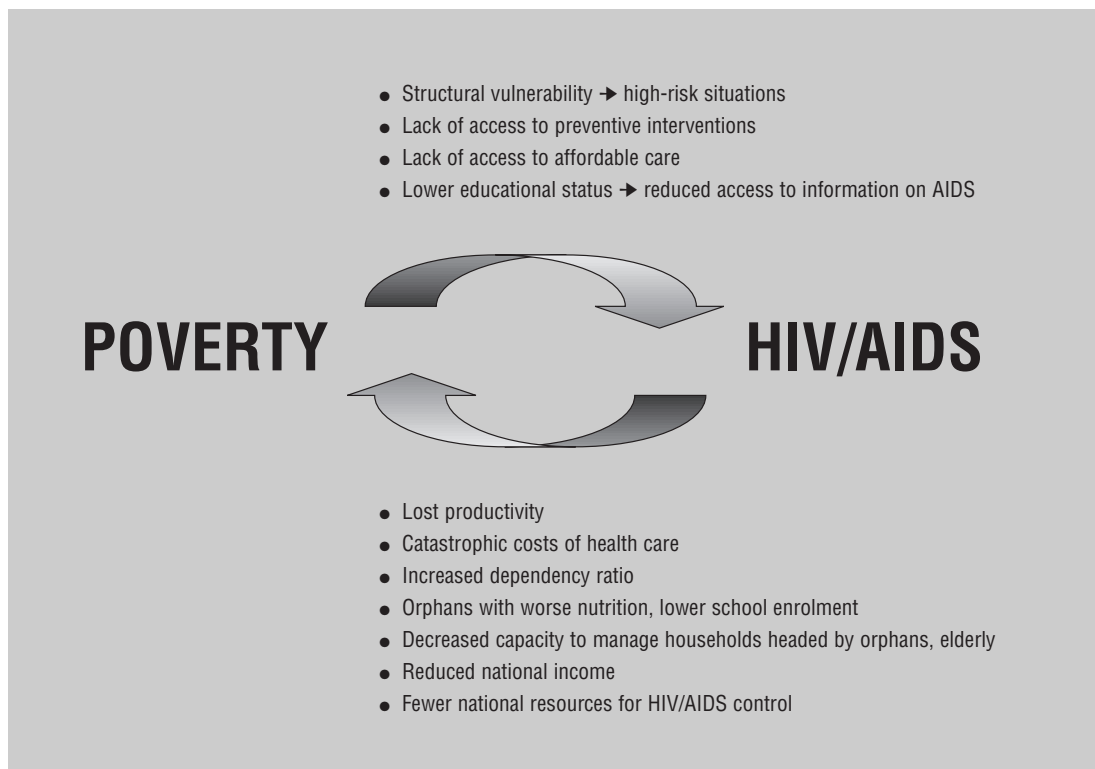 ● Structural vulnerability → high-risk situations
● Lack of access to preventive interventions
● Lack of access to affordable care
● Lower educational status → reduced access to information on AIDS
POVERTY
HIV/AIDS
● Lost productivity
● Catastrophic costs of health care
● Increased dependency ratio
● Orphans with worse nutrition, lower school enrolment
● Decreased capacity to manage households headed by orphans, elderly
● Reduced national income
● Fewer national resources for HIV/AIDS control